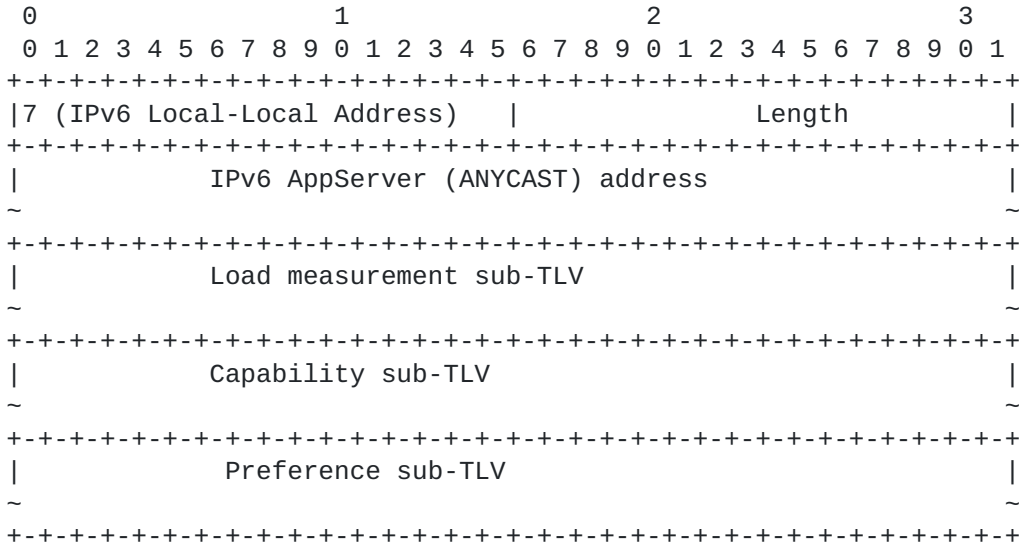 0                   1                   2                   3
 0 1 2 3 4 5 6 7 8 9 0 1 2 3 4 5 6 7 8 9 0 1 2 3 4 5 6 7 8 9 0 1
+-+-+-+-+-+-+-+-+-+-+-+-+-+-+-+-+-+-+-+-+-+-+-+-+-+-+-+-+-+-+-+-+
|7 (IPv6 Local-Local Address)   |               Length          |
+-+-+-+-+-+-+-+-+-+-+-+-+-+-+-+-+-+-+-+-+-+-+-+-+-+-+-+-+-+-+-+-+
|            IPv6 AppServer (ANYCAST) address                   |
~                                                               ~
+-+-+-+-+-+-+-+-+-+-+-+-+-+-+-+-+-+-+-+-+-+-+-+-+-+-+-+-+-+-+-+-+
|            Load measurement sub-TLV                           |
~                                                               ~
+-+-+-+-+-+-+-+-+-+-+-+-+-+-+-+-+-+-+-+-+-+-+-+-+-+-+-+-+-+-+-+-+
|            Capability sub-TLV                                 |
~                                                               ~
+-+-+-+-+-+-+-+-+-+-+-+-+-+-+-+-+-+-+-+-+-+-+-+-+-+-+-+-+-+-+-+-+
|             Preference sub-TLV                                |
~                                                               ~
+-+-+-+-+-+-+-+-+-+-+-+-+-+-+-+-+-+-+-+-+-+-+-+-+-+-+-+-+-+-+-+-+